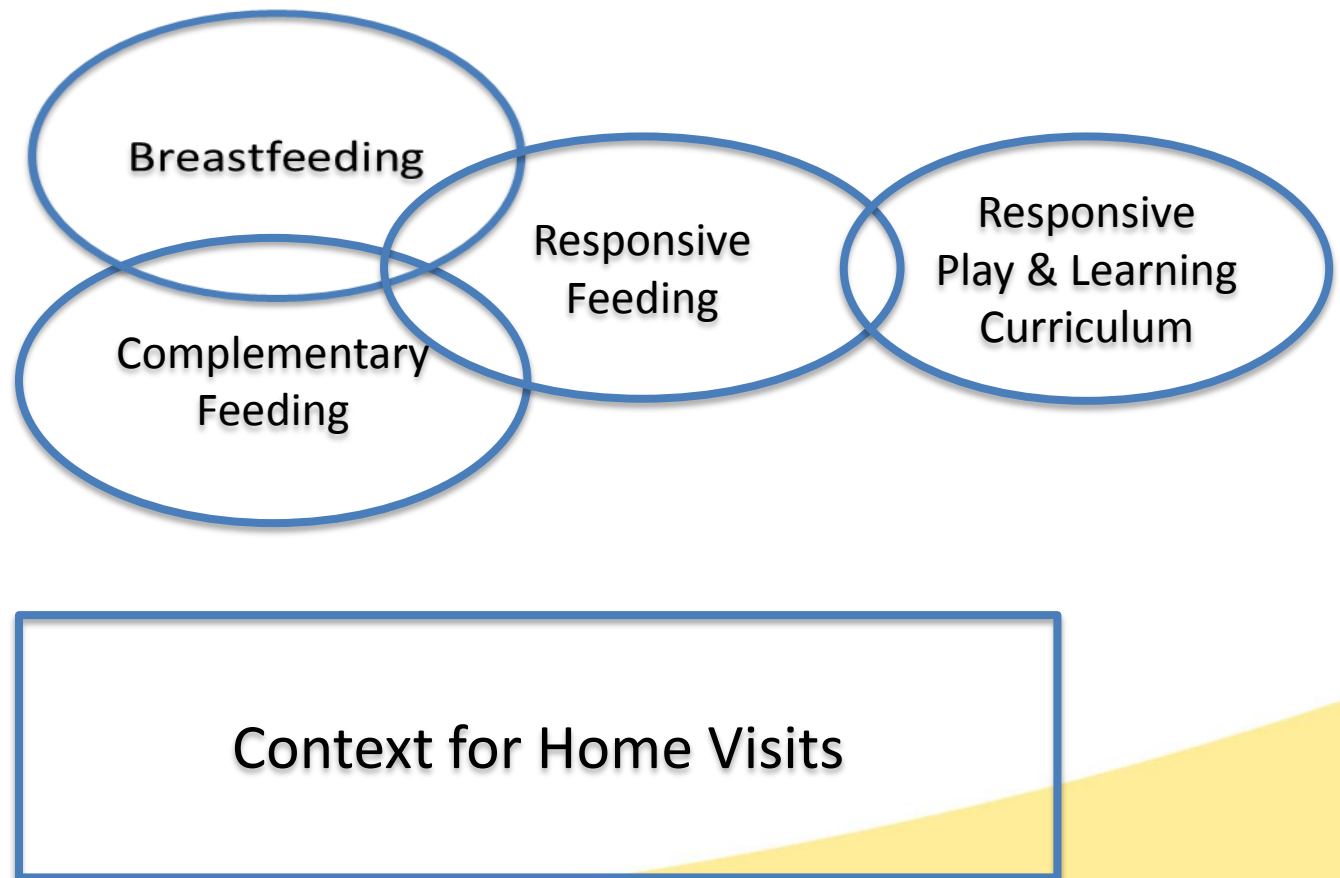 Breastfeeding
Responsive
Feeding
Responsive
Play & Learning
Curriculum
Complementary
Feeding
Context for Home Visits